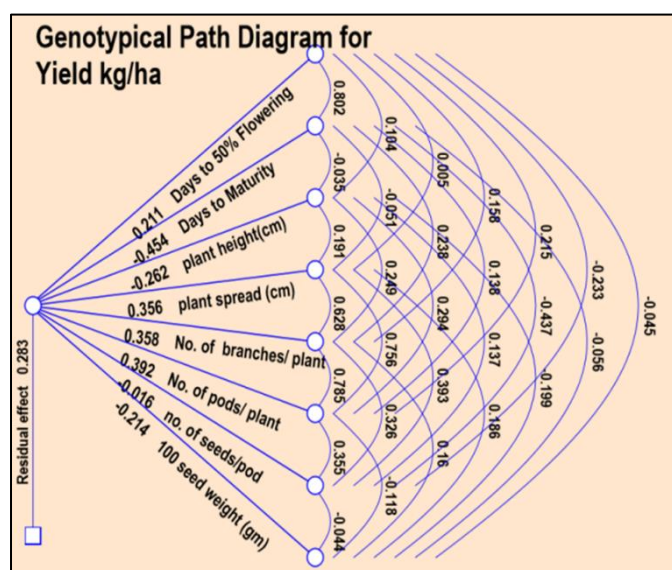 Genotypical Path Diagram for
Yield kg/ha
0.211 Days to 50% Flowering
-0.454 Days to Maturity
-0.262 plant height(cm)
0.356 plant spread (cm)
0.358 No. of branches/ plant
0.392 No. of pods/ plant
-0.016 no. of seeds/pod
-0.214 100 seed weight (gm)
Residual effect 0.283
0.802
-0.035
0.191
0.628
0.785
0.355
-0.044
0.104
-0.051
0.249
0.756
0.326
-0.118
0.005
0.238
0.294
0.393
0.16
0.158
0.138
0.137
0.186
0.215
-0.437
-0.199
-0.233
-0.056
-0.045